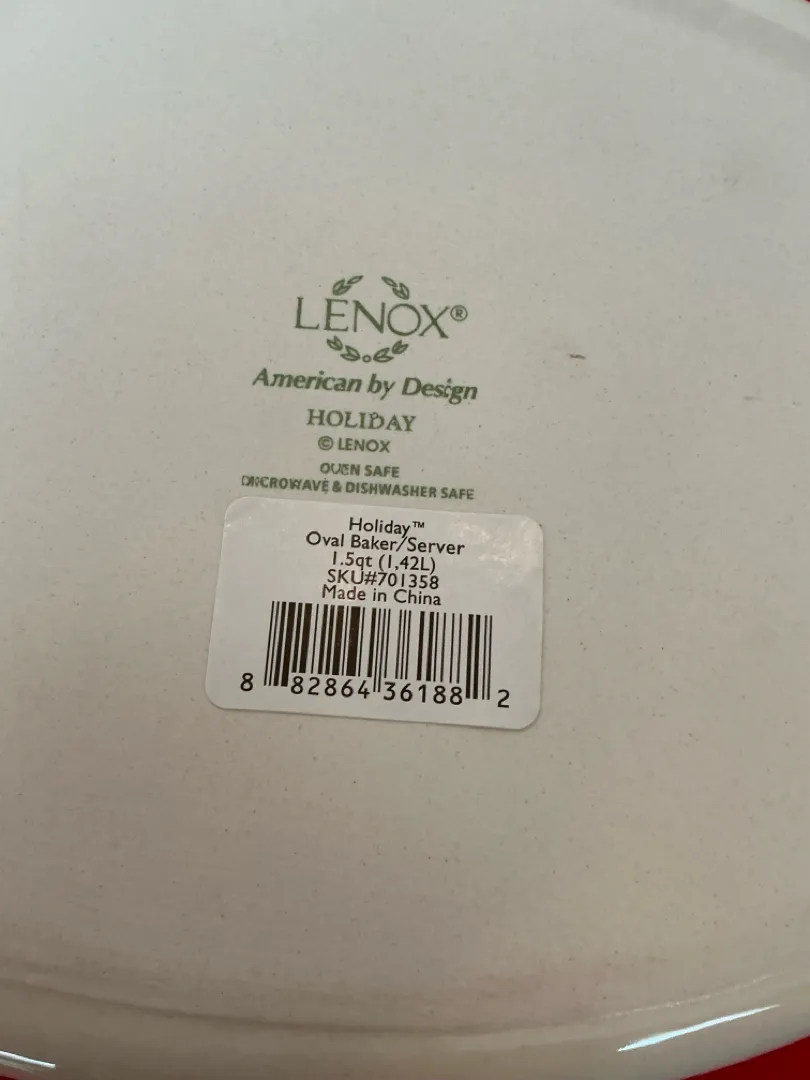 LENOX®
American by Design
HOLIDAY
© LENOX
OVEN SAFE
MICROWAVE & DISHWASHER SAFE
Holiday™
Oval Baker/Server
1.5qt (1,42L)
SKU#701358
Made in China
8 82864 36188 2